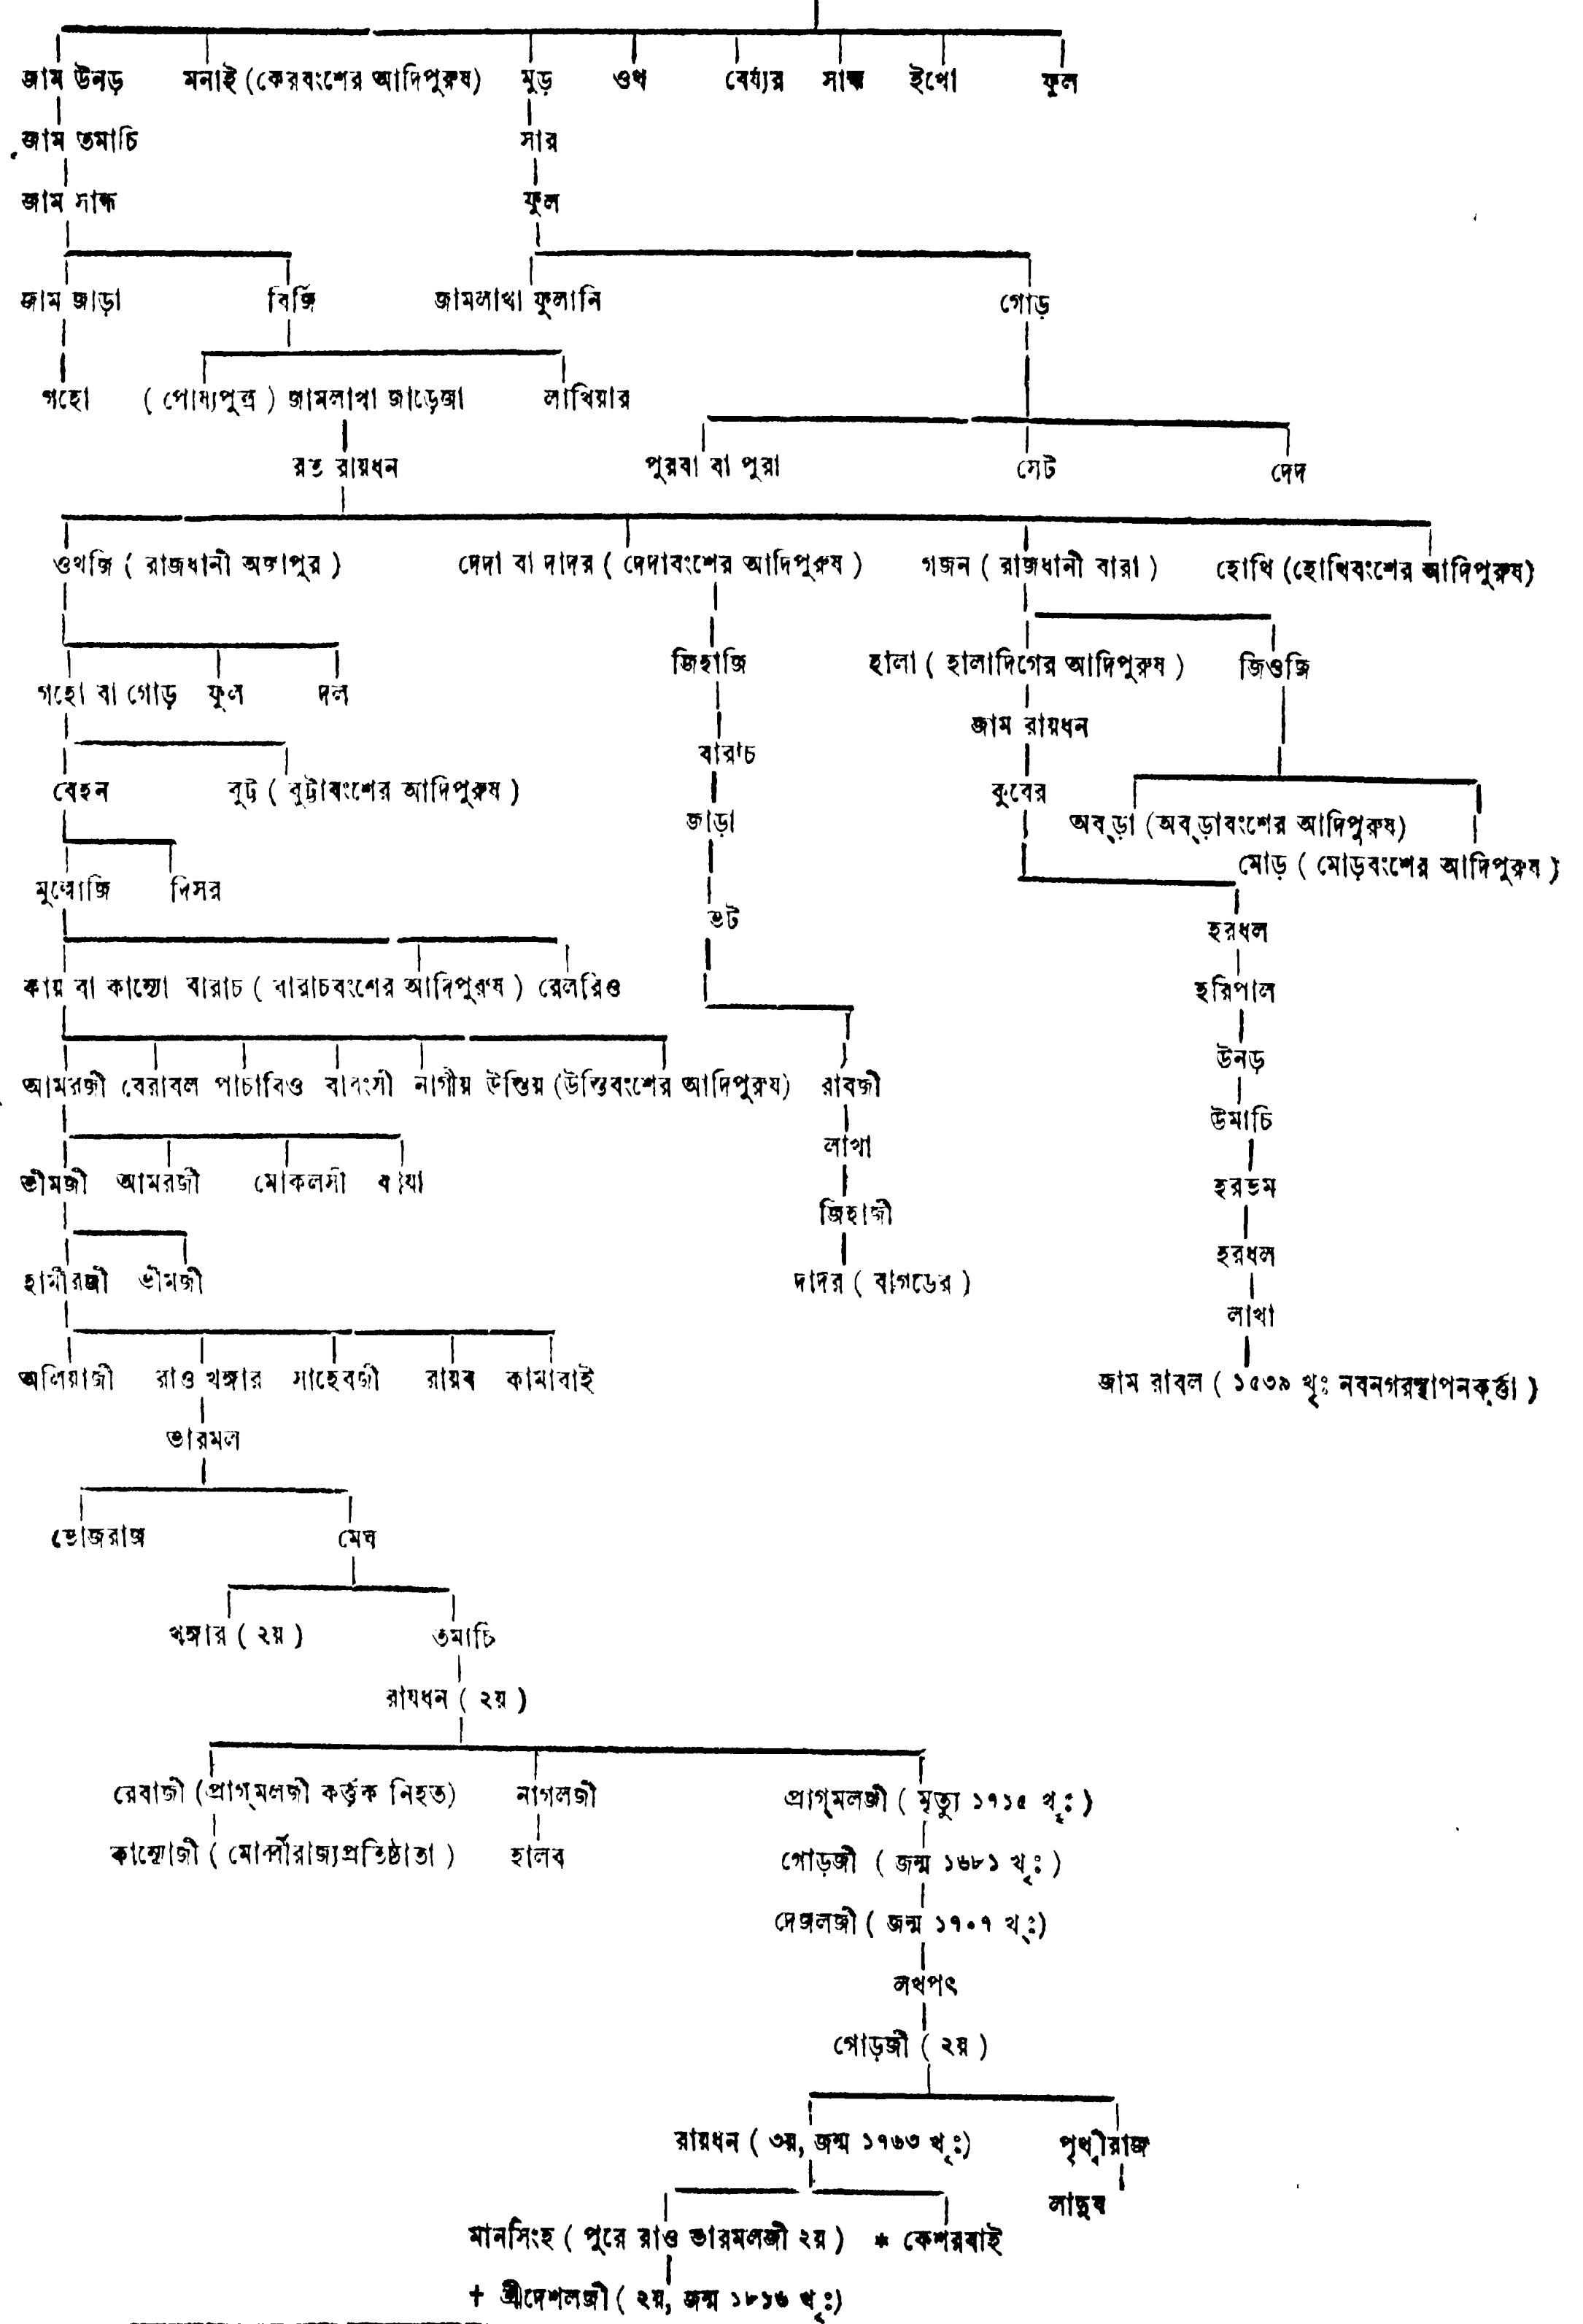 জাম উনড় মনাই (কেরবংশের আদিপুরুষ) মুড় ওথ বের্য্যর সান্ধ ইপো ফুল
জাম তমাচি সার
জাম সান্ধ ফুল
জাম জাড়া বির্জি জামলাখা ফুলানি গোড়
গহো (পোষ্যপুত্র) জামলাখা জাড়েজা লাখিয়ার
রত রায়ধন পুরবা বা পুরা সেট দেদ
ওথজি (রাজধানী অজাপুর) দেদা বা দাদর (দেদাবংশের আদিপুরুষ) গজন (রাজধানী বারা) হোথি (হোথিবংশের আদিপুরুষ)
গহো বা গোড় ফুল দল জিহাজি হালা (হালাদিগের আদিপুরুষ) জিওজি
জাম রায়ধন
বেহন বুট্ট (বুট্টাবংশের আদিপুরুষ) বারাচ কুবের
জাড়া অব্ড়া (অব্ড়াবংশের আদিপুরুষ)
মোড় (মোড়বংশের আদিপুরুষ)
মুলোজি দিসর ভট হরধল
কায় বা কাম্যো বারাচ (বারাচবংশের আদিপুরুষ) রেলরিও হরিপাল
উনড়
আমরজী বেরাবল পাচারিও নাগীয় উস্তিয় (উস্তিবংশের আদিপুরুষ) রাবজী
উমাচি
লাখা
ভীমজী আমরজী মোকলসী হরভম
জিহাজী
হরধল
হামীরজী ভীমজী দাদর (বাগডের)
লাখা
অলিয়াজী রাও খঙ্গার সাহেবজী রায়ব কামাবাই জাম রাবল (১৫৩৯ খৃঃ নবনগরস্থাপনকর্ত্তা)
ভারমল
ভোজরাজ মেঘ
খঙ্গার (২য়) তমাচি
রায়ধন (২য়)
রেবাজী (প্রাগ্মলজী কর্ত্তৃক নিহত) নাগলজী প্রাগ্মলজী (মৃত্যু ১৭১৫ খৃঃ)
কাম্যোজী (মোর্ব্বীরাজ্যপ্রতিষ্ঠাতা) হালব গোড়জী (জন্ম ১৬৮১ খৃঃ)
দেশলজী (জন্ম ১৭০৭ খৃঃ)
লখপৎ
গোড়জী (২য়)
রায়ধন (৩য়, জন্ম ১৭৬৩ খৃঃ) পৃথ্বীরাজ
লাছুব
মানসিংহ (পুরে রাও ভারমলজী ২য়) * কেশরবাই
+ শ্রীদেশলজী (২য়, জন্ম ১৮১৬ খৃঃ)